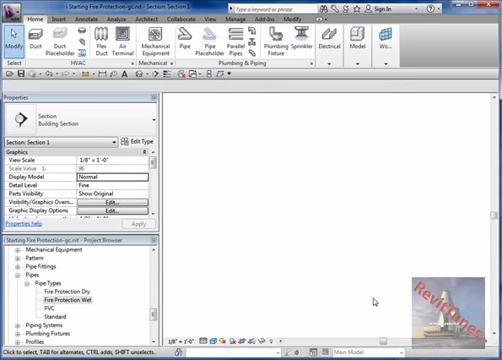 i Starting Fire Protection-gc.rvt - Section: Section 1
Type a keyword or phrase
Sign In
Home Insert Annotate Analyze Architect Collaborate View Manage Add-Ins Modify
Modify
Duct
Duct Placeholder
Flex Duct
Air Terminal
Mechanical Equipment
Pipe
Pipe Placeholder
Parallel Pipes
Plumbing Fixture
Sprinkler
Electrical
Model
Wo...
Select
HVAC
Mechanical
Plumbing & Piping
Properties
Section
Building Section
Section: Section 1
Edit Type
Graphics
View Scale 1/8" = 1'-0"
Scale Value 1: 96
Display Model Normal
Detail Level Fine
Parts Visibility Show Original
Visibility/Graphics Overri... Edit...
Graphic Display Options Edit...
Properties help
Apply
i Starting Fire Protection-gc.rvt - Project Browser
Mechanical Equipment
Pattern
Pipe Fittings
Pipes
Pipe Types
Fire Protection Dry
Fire Protection Wet
PVC
Standard
Piping Systems
Plumbing Fixtures
Profiles
RevitTunes
1/8" = 1'-0"
Click to select, TAB for alternates, CTRL adds, SHIFT unselects.
:0
Main Model